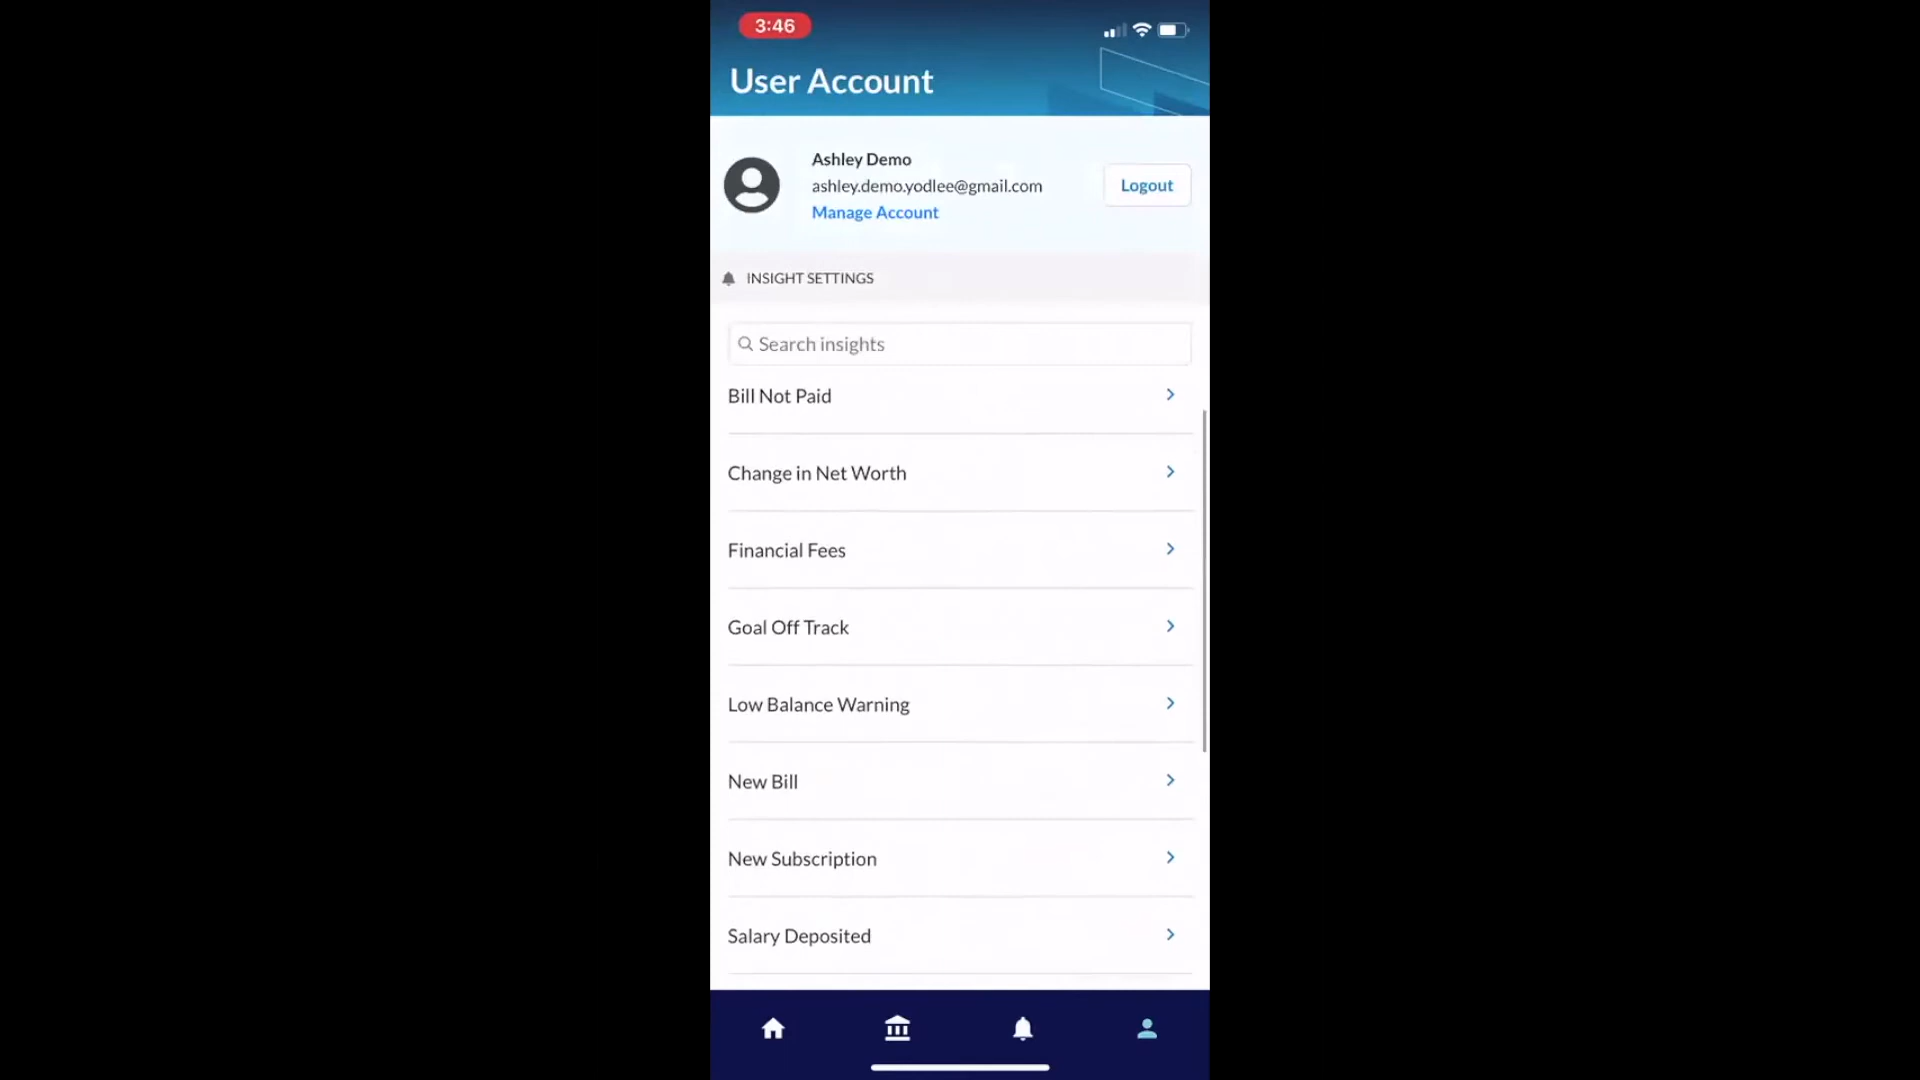 3:46
User Account
Ashley Demo
ashley.demo.yodlee@gmail.com
Logout
Manage Account
INSIGHT SETTINGS
Search insights
Bill Not Paid
Change in Net Worth
Financial Fees
Goal Off Track
Low Balance Warning
New Bill
New Subscription
Salary Deposited